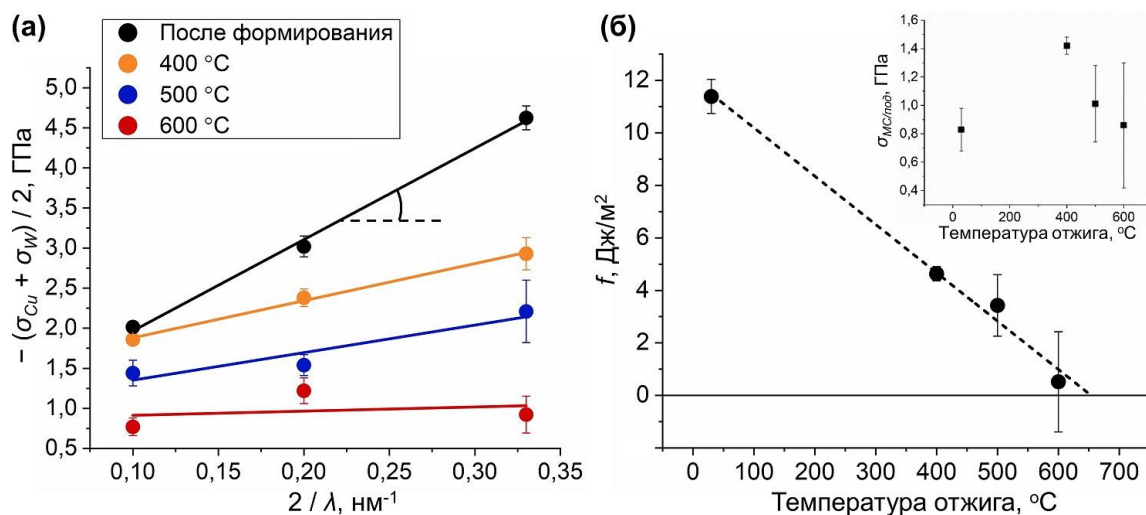 (а)
После формирования
400 °C
500 °C
600 °C
– (σCu + σW) / 2, ГПа
5,0
4,5
4,0
3,5
3,0
2,5
2,0
1,5
1,0
0,5
0,10 0,15 0,20 0,25 0,30 0,35
2 / λ, нм-1
(б)
f, Дж/м2
12
10
8
6
4
2
0
0 100 200 300 400 500 600 700
Температура отжига, °C
σМС/под, ГПа
1,6
1,4
1,2
1,0
0,8
0,6
0,4
0 200 400 600
Температура отжига, °C